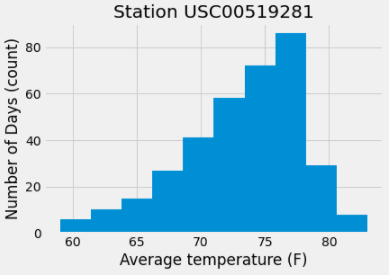 Station USC00519281
Number of Days (count)
80
60
40
20
0
60 65 70 75 80
Average temperature (F)